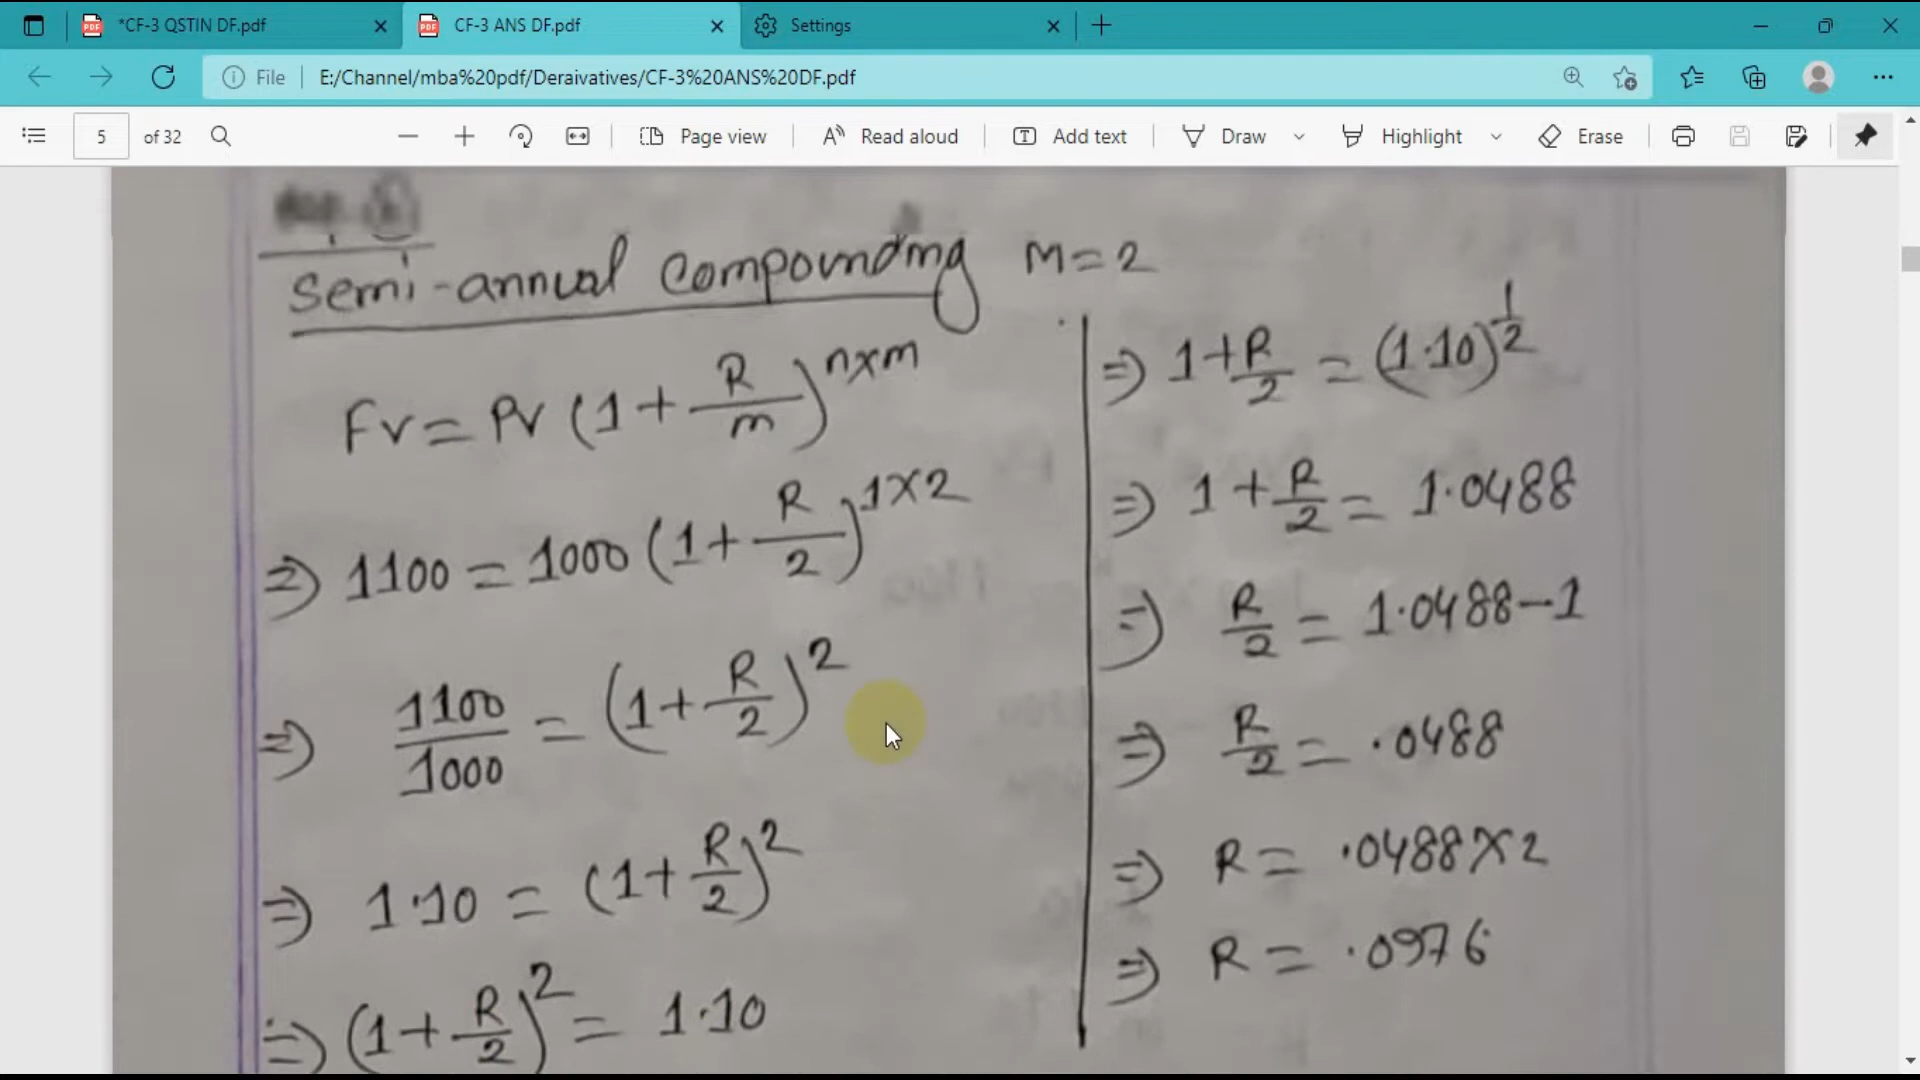 *CF-3 QSTIN DF.pdf
CF-3 ANS DF.pdf
Settings
File
E:/Channel/mba%20pdf/Deraivatives/CF-3%20ANS%20DF.pdf
5 of 32
Page view
Read aloud
Add text
Draw
Highlight
Erase
Semi-annual compounding M=2
FV = PV (1 + R/m)^n×m
⇒ 1100 = 1000 (1 + R/2)^1×2
⇒ 1100/1000 = (1 + R/2)^2
⇒ 1.10 = (1 + R/2)^2
⇒ (1 + R/2)^2 = 1.10
⇒ 1 + R/2 = (1.10)^1/2
⇒ 1 + R/2 = 1.0488
⇒ R/2 = 1.0488 - 1
⇒ R/2 = .0488
⇒ R = .0488 × 2
⇒ R = .0976